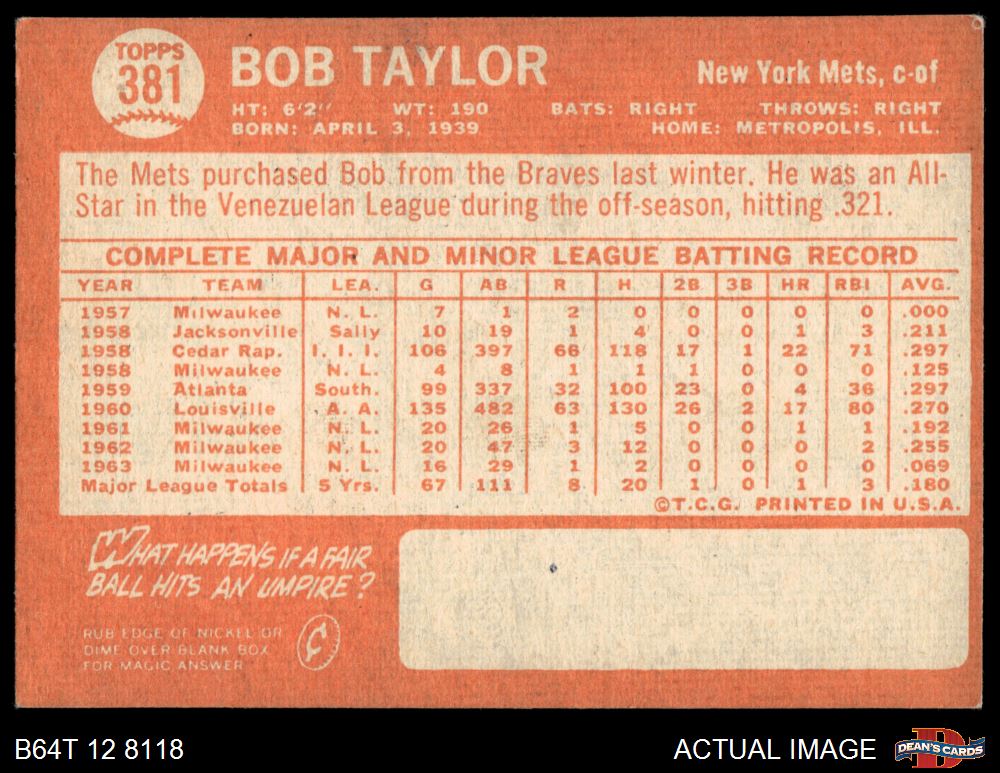 TOPPS
381
BOB TAYLOR
New York Mets, c-of
HT: 6'2" WT: 190 BATS: RIGHT THROWS: RIGHT
BORN: APRIL 3, 1939 HOME: METROPOLIS, ILL.
The Mets purchased Bob from the Braves last winter. He was an All-
Star in the Venezuelan League during the off-season, hitting .321.
COMPLETE MAJOR AND MINOR LEAGUE BATTING RECORD
YEAR TEAM LEA. G AB R H 2B 3B HR RBI AVG.
1957 Milwaukee N. L. 7 1 2 0 0 0 0 0 .000
1958 Jacksonville Sally 10 19 1 4 0 0 1 3 .211
1958 Cedar Rap. I. I. I. 106 397 66 118 17 1 22 71 .297
1958 Milwaukee N. L. 4 8 1 1 1 0 0 0 .125
1959 Atlanta South. 99 337 32 100 23 0 4 36 .297
1960 Louisville A. A. 135 482 63 130 26 2 17 80 .270
1961 Milwaukee N. L. 20 26 1 5 0 0 1 1 .192
1962 Milwaukee N. L. 20 47 3 12 0 0 0 2 .255
1963 Milwaukee N. L. 16 29 1 2 0 0 0 0 .069
Major League Totals 5 Yrs. 67 111 8 20 1 0 1 3 .180
©T.C.G. PRINTED IN U.S.A.
WHAT HAPPENS IF A FAIR
BALL HITS AN UMPIRE?
RUB EDGE OF NICKEL OR
DIME OVER BLANK BOX
FOR MAGIC ANSWER
B64T 12 8118
ACTUAL IMAGE
DEAN'S CARDS